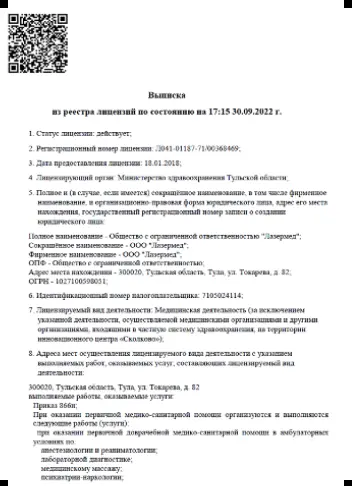 Выписка
из реестра лицензий по состоянию на 17:15 30.09.2022 г.
1. Статус лицензии: действует;
2. Регистрационный номер лицензии: Л041-01187-71/00368469;
3. Дата предоставления лицензии: 18.01.2018;
4. Лицензирующий орган: Министерство здравоохранения Тульской области;
5. Полное и (в случае, если имеется) сокращённое наименование, в том числе фирменное
наименование, и организационно-правовая форма юридического лица, адрес его места
нахождения, государственный регистрационный номер записи о создании
юридического лица:
Полное наименование - Общество с ограниченной ответственностью "Лазермед";
Сокращённое наименование - ООО "Лазермед";
Фирменное наименование - ООО "Лазермед";
ОПФ - Общество с ограниченной ответственностью;
Адрес места нахождения - 300020, Тульская область, Тула, ул. Токарева, д. 82;
ОГРН - 1027100598051;
6. Идентификационный номер налогоплательщика: 7105024114;
7. Лицензируемый вид деятельности: Медицинская деятельность (за исключением
указанной деятельности, осуществляемой медицинскими организациями и другими
организациями, входящими в частную систему здравоохранения, на территории
инновационного центра «Сколково»);
8. Адреса мест осуществления лицензируемого вида деятельности с указанием
выполняемых работ, оказываемых услуг, составляющих лицензируемый вид
деятельности:
300020, Тульская область, Тула, ул. Токарева, д. 82
выполняемые работы, оказываемые услуги:
Приказ 866н;
При оказании первичной медико-санитарной помощи организуются и выполняются
следующие работы (услуги):
при оказании первичной доврачебной медико-санитарной помощи в амбулаторных
условиях по:
анестезиологии и реаниматологии;
лабораторной диагностике;
медицинскому массажу;
психиатрии-наркологии;